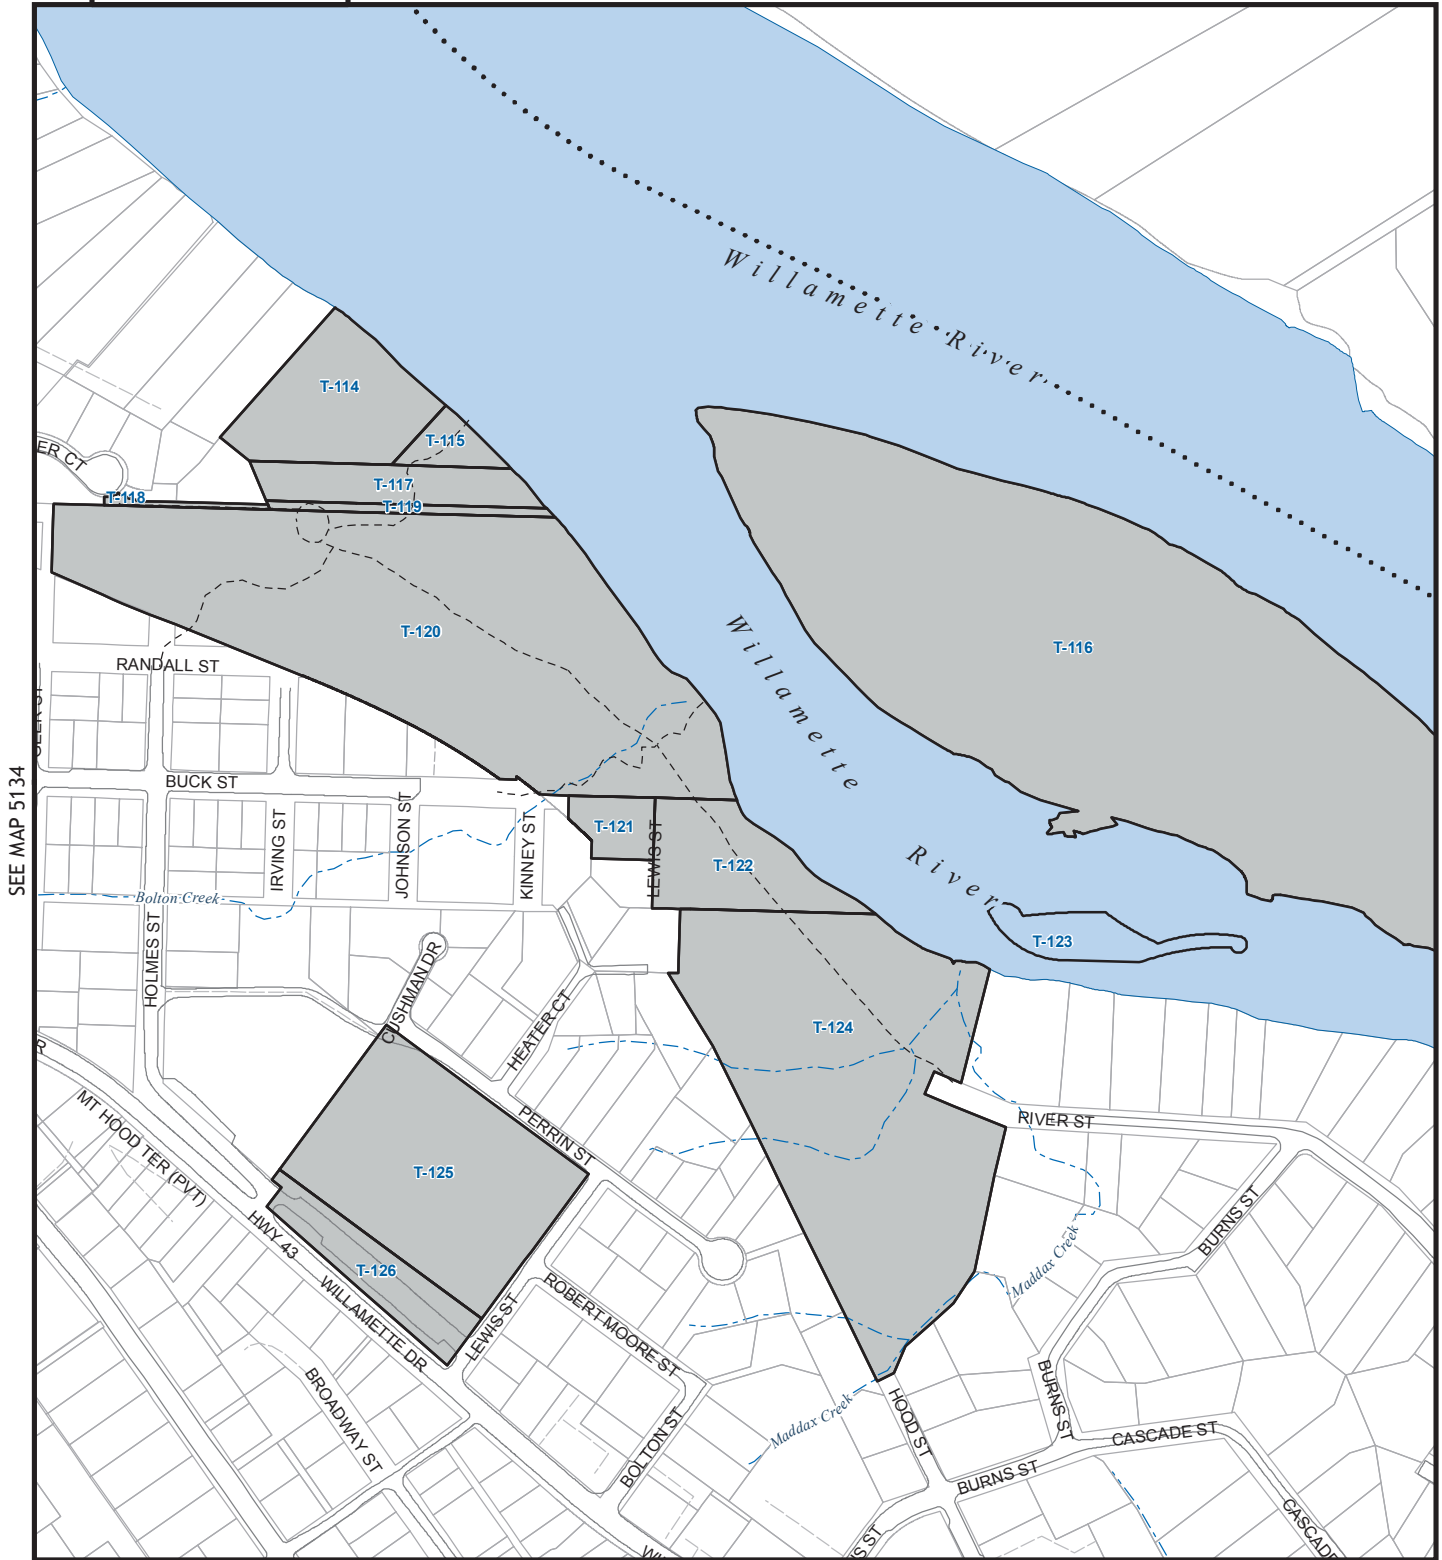 Willamette River
T-114
T-115
ER CT
T-117
T-118
T-119
T-120
T-116
Willamette
River
RANDALL ST
SEE MAP 5134
BUCK ST
IRVING ST
JOHNSON ST
KINNEY ST
T-121
LEWIS ST
T-122
Bolton Creek
HOLMES ST
T-123
CUSHMAN DR
HEATER CT
T-124
MT HOOD TER (PVT)
PERRIN ST
RIVER ST
T-125
HWY 43
BURNS ST
Maddax Creek
T-126
WILLAMETTE DR
LEWIS ST
ROBERT MOORE ST
BROADWAY ST
BOLTON ST
Maddax Creek
HOOD ST
BURNS ST
CASCADE ST
BURNS ST
CASCADE
S ST